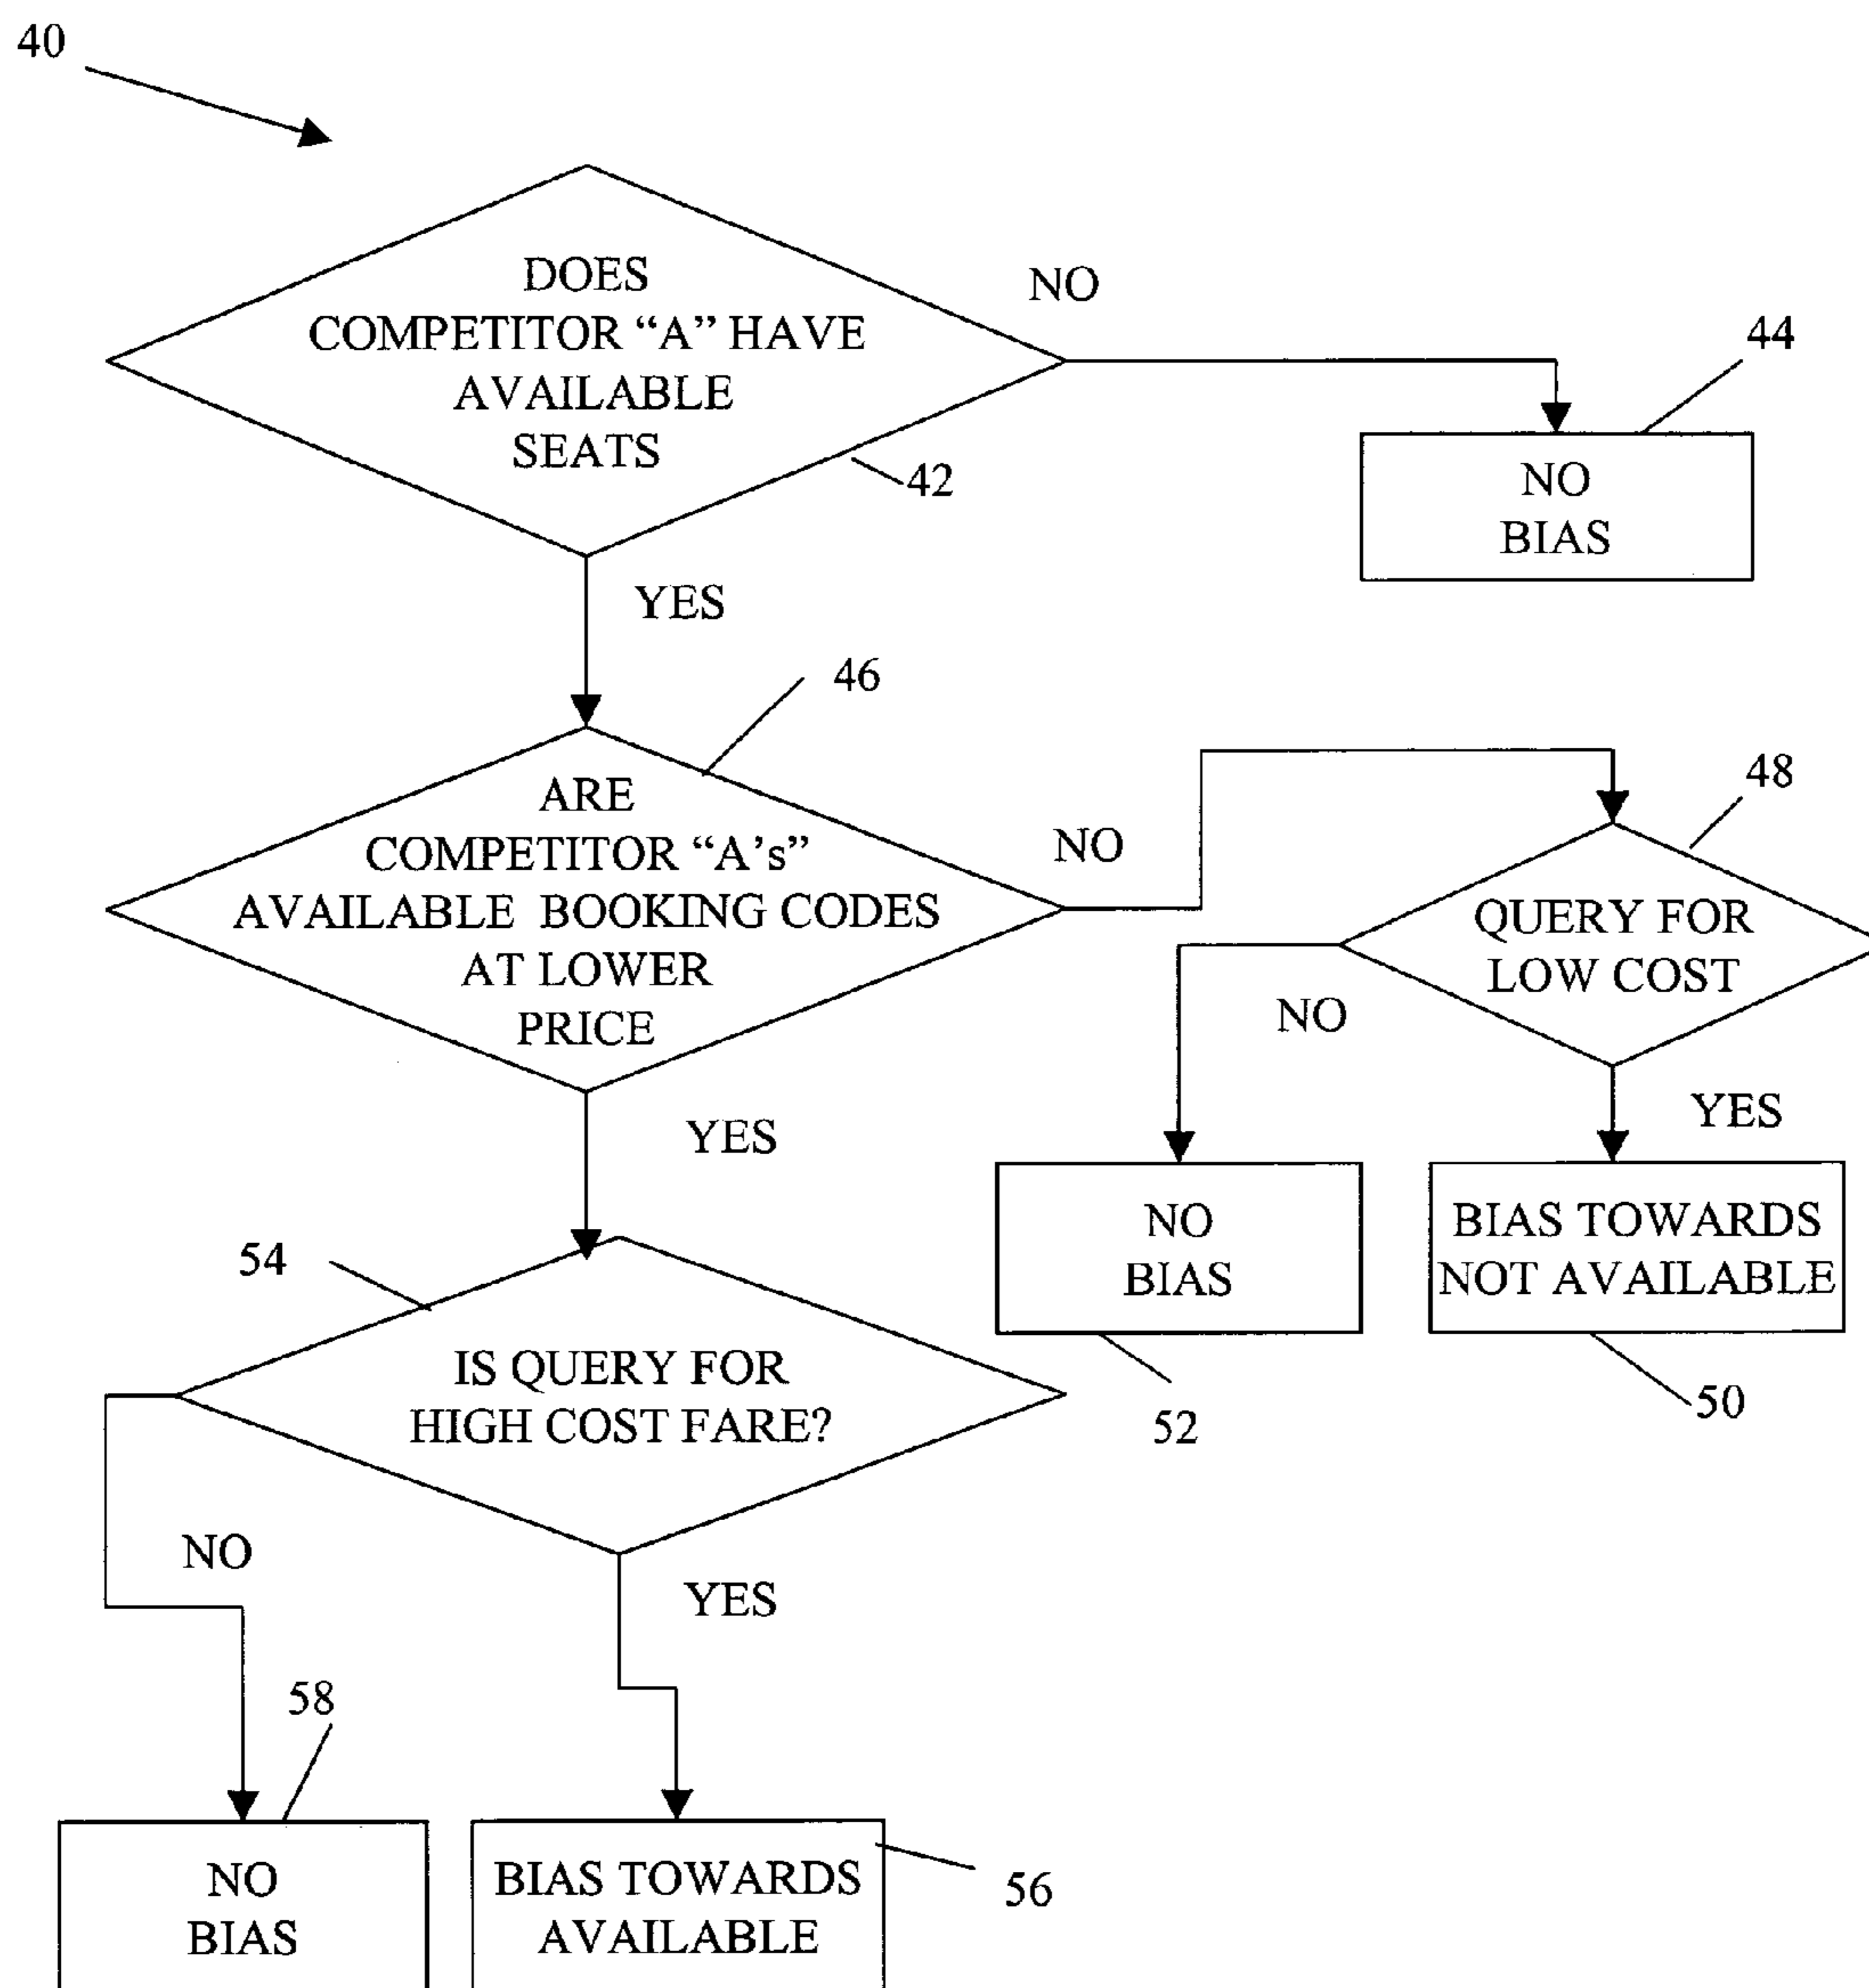 40
DOES
COMPETITOR “A” HAVE
AVAILABLE
SEATS
NO
42
44
NO
BIAS
YES
46
ARE
COMPETITOR “A’s”
AVAILABLE BOOKING CODES
AT LOWER
PRICE
NO
48
QUERY FOR
LOW COST
NO
YES
NO
BIAS
52
BIAS TOWARDS
NOT AVAILABLE
50
YES
54
IS QUERY FOR
HIGH COST FARE?
NO
YES
58
NO
BIAS
BIAS TOWARDS
AVAILABLE
56